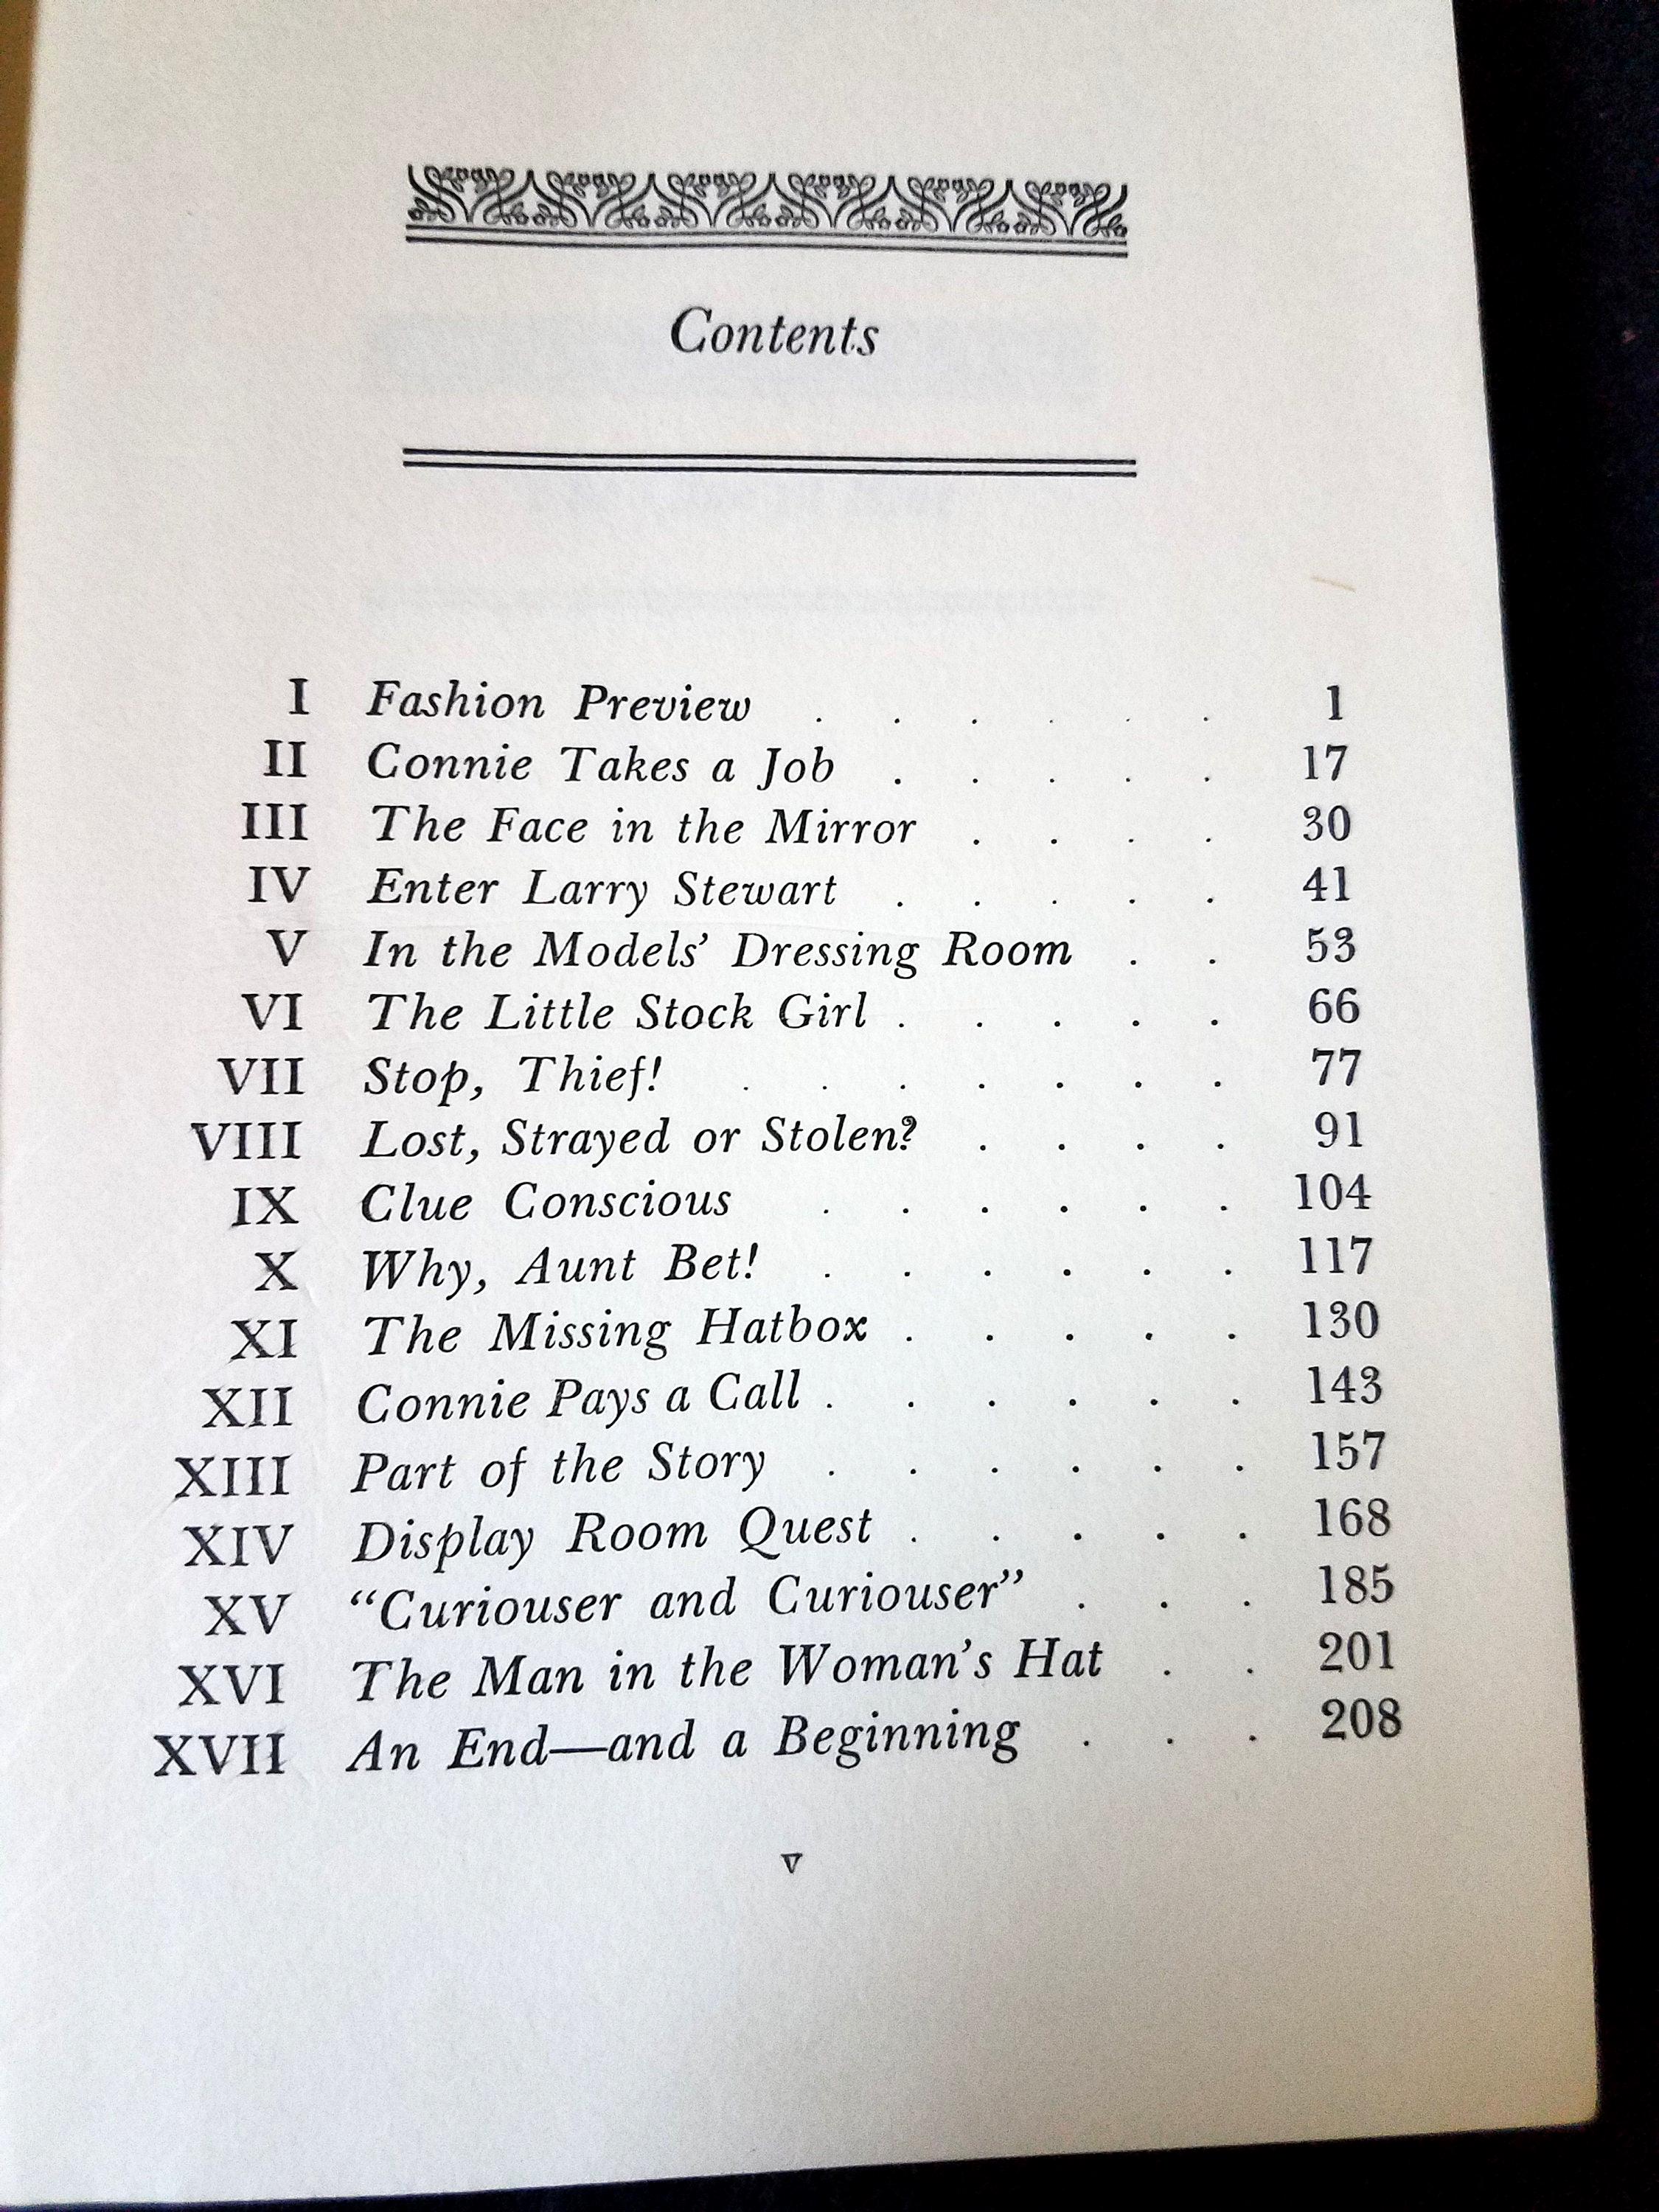 Contents
I Fashion Preview . . . . . . 1
II Connie Takes a Job . . . . . 17
III The Face in the Mirror . . . . 30
IV Enter Larry Stewart . . . . . 41
V In the Models’ Dressing Room . . 53
VI The Little Stock Girl . . . . . 66
VII Stop, Thief! . . . . . . . 77
VIII Lost, Strayed or Stolen? . . . . 91
IX Clue Conscious . . . . . . 104
X Why, Aunt Bet! . . . . . . 117
XI The Missing Hatbox . . . . . 130
XII Connie Pays a Call . . . . . . 143
XIII Part of the Story . . . . . . 157
XIV Display Room Quest . . . . . 168
XV “Curiouser and Curiouser” . . . 185
XVI The Man in the Woman’s Hat . . 201
XVII An End—and a Beginning . . . 208
v